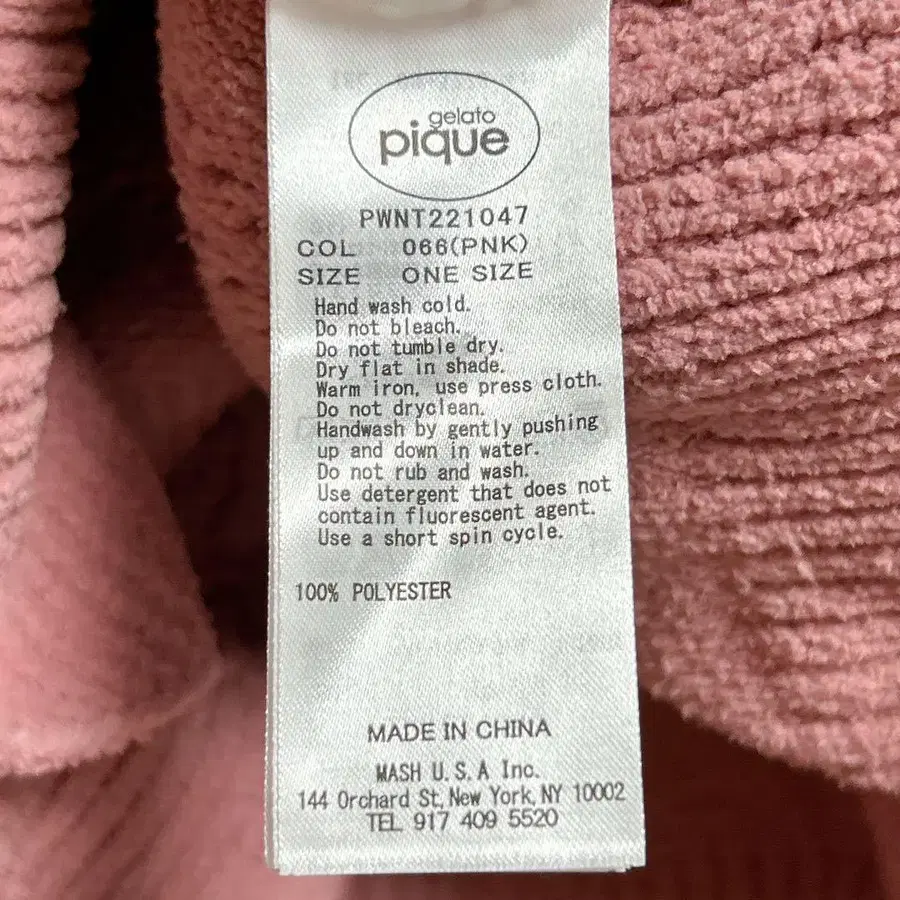 gelato
pique
PWNT221047
COL 066(PNK)
SIZE ONE SIZE
Hand wash cold.
Do not bleach.
Do not tumble dry.
Dry flat in shade.
Warm iron, use press cloth.
Do not dryclean.
Handwash by gently pushing
up and down in water.
Do not rub and wash.
Use detergent that does not
contain fluorescent agent.
Use a short spin cycle.
100% POLYESTER
MADE IN CHINA
MASH U.S.A Inc.
144 Orchard St, New York, NY 10002
TEL 917 409 5520